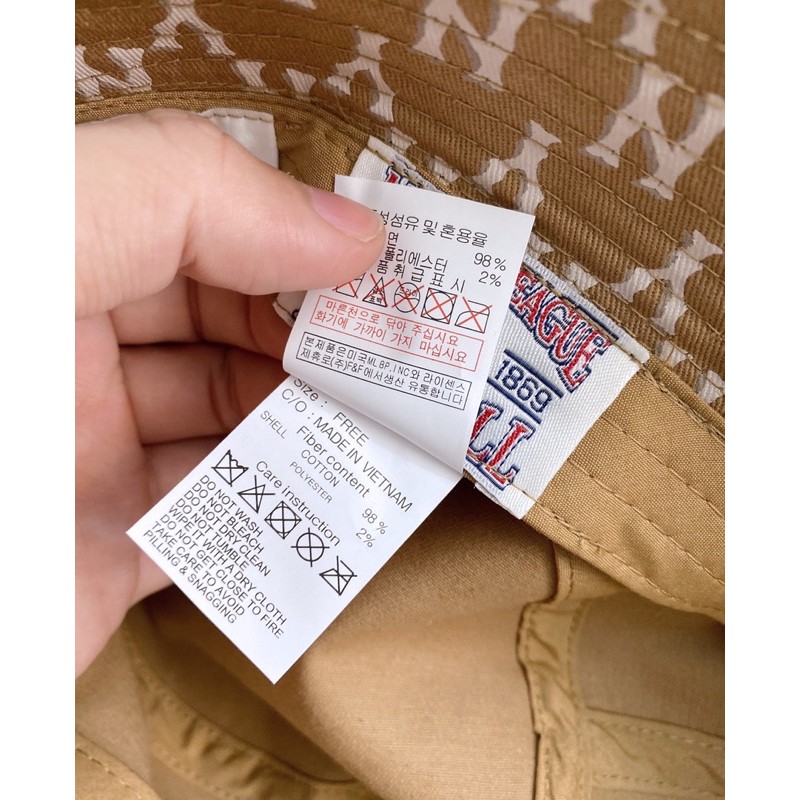 성섬유 및 혼용율
면 98%
폴리에스터 2%
품 취 급 표 시
마른천으로 닦아 주십시요
화기에 가까이 가지 마십시요
본제품은미국MLBP.INC와 라이센스
제휴로(주)F&F에서생산 유통합니다
Size : FREE
C/O : MADE IN VIETNAM
SHELL Fiber content
COTTON 98%
POLYESTER 2%
Care instruction
DO NOT WASH
DO NOT BLEACH
DO NOT DRY CLEAN
DO NOT TUMBLE
WIPE IT WITH A DRY CLOTH
DO NOT GET CLOSE TO FIRE
TAKE CARE TO AVOID
PILLING & SNAGGING
LEAGUE
1869
LL